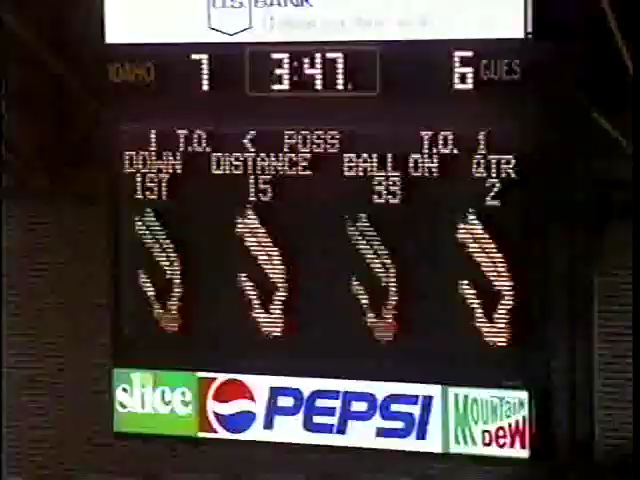 U.S. BANK
IDAHO 7 3:47. 6 GUES
1 T.O. < POSS T.O. 1
DOWN DISTANCE BALL ON QTR
1ST 15 33 2
slice PEPSI MOUNTAIN DEW